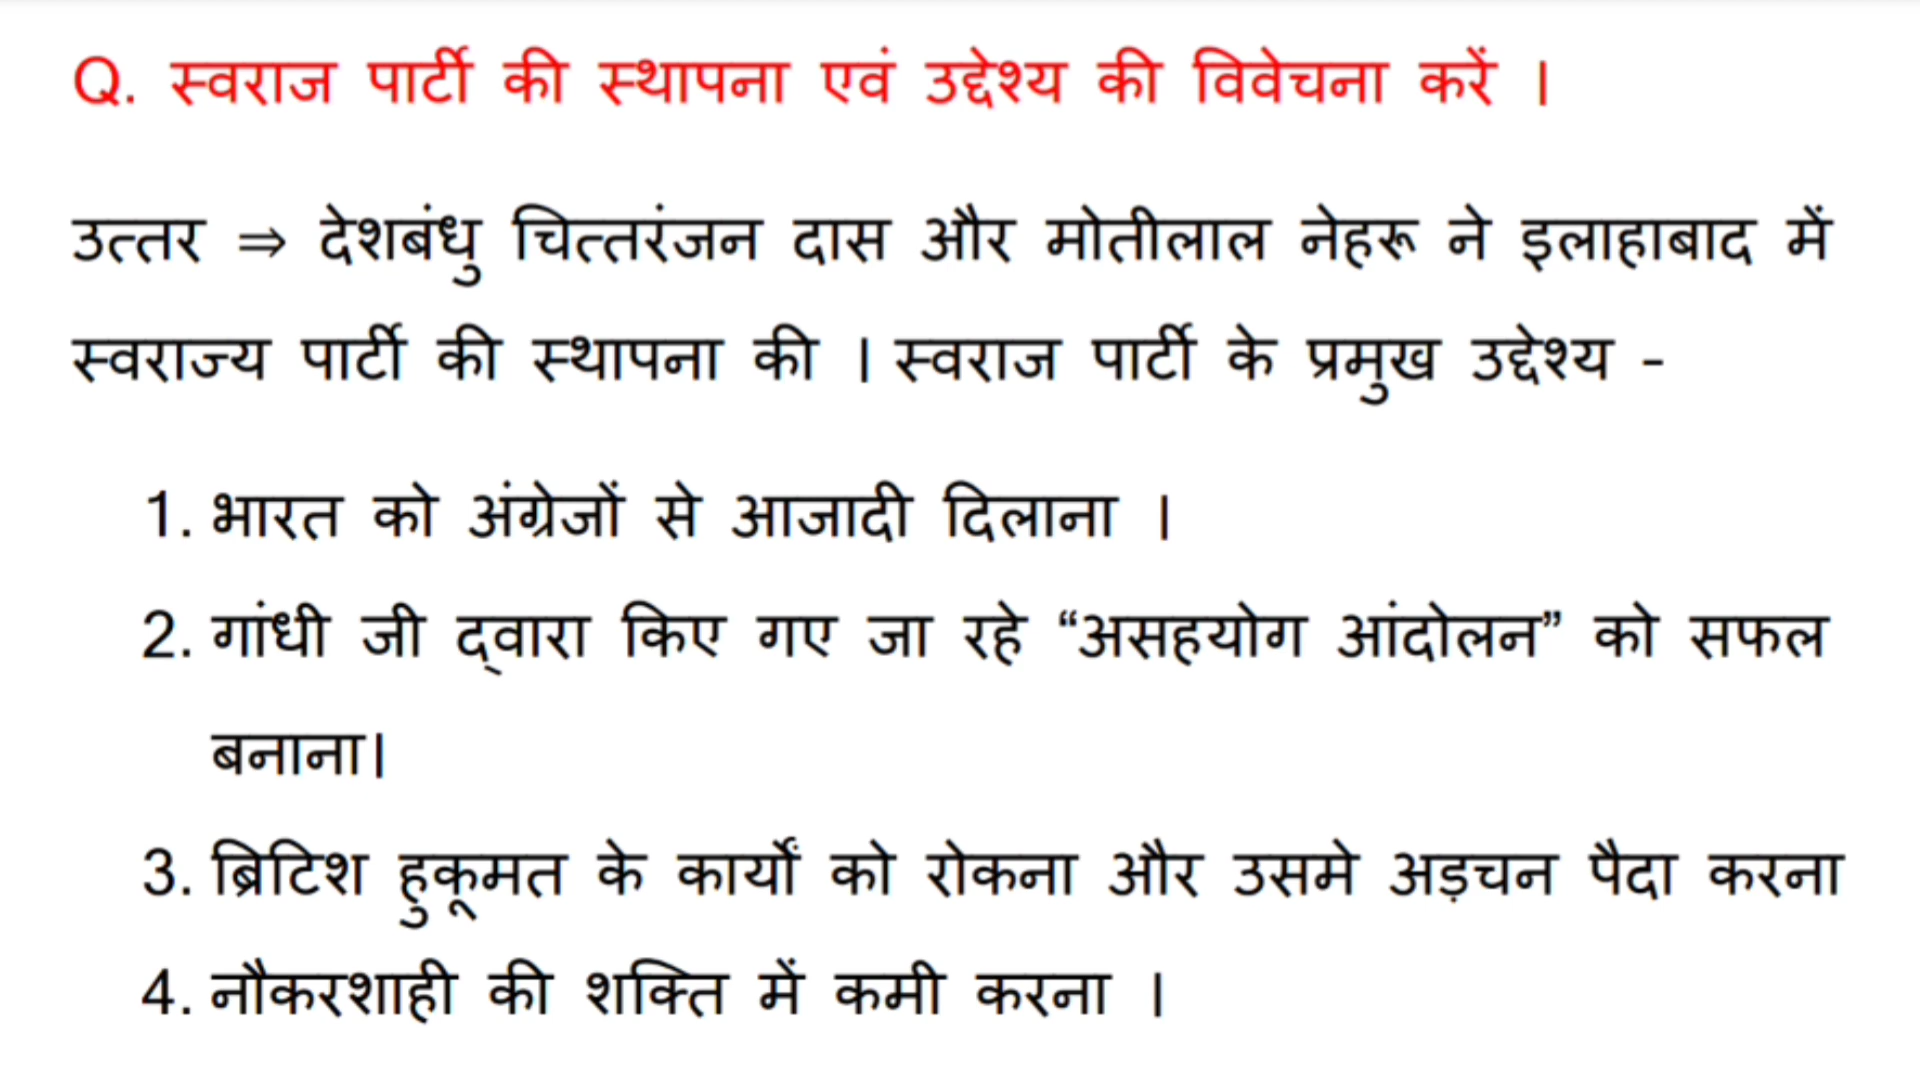 Q. स्वराज पार्टी की स्थापना एवं उद्देश्य की विवेचना करें ।
उत्तर ⇒ देशबंधु चित्तरंजन दास और मोतीलाल नेहरू ने इलाहाबाद में
स्वराज्य पार्टी की स्थापना की । स्वराज पार्टी के प्रमुख उद्देश्य -
1. भारत को अंग्रेजों से आजादी दिलाना ।
2. गांधी जी द्वारा किए गए जा रहे “असहयोग आंदोलन” को सफल
बनाना।
3. ब्रिटिश हुकूमत के कार्यों को रोकना और उसमे अड़चन पैदा करना
4. नौकरशाही की शक्ति में कमी करना ।